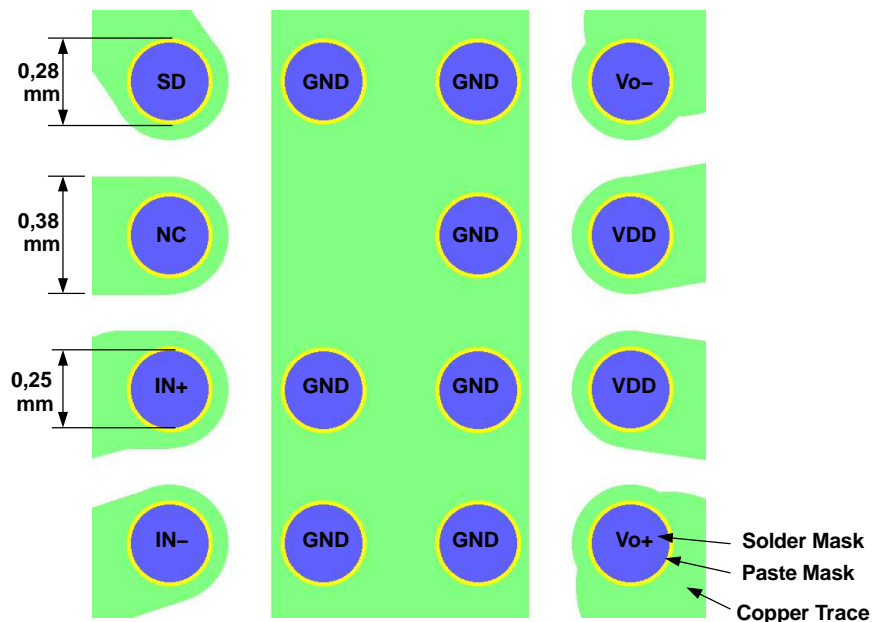 SD GND GND Vo−
0,28
mm
NC GND VDD
0,38
mm
IN+ GND GND VDD
0,25
mm
IN− GND GND Vo+
Solder Mask
Paste Mask
Copper Trace